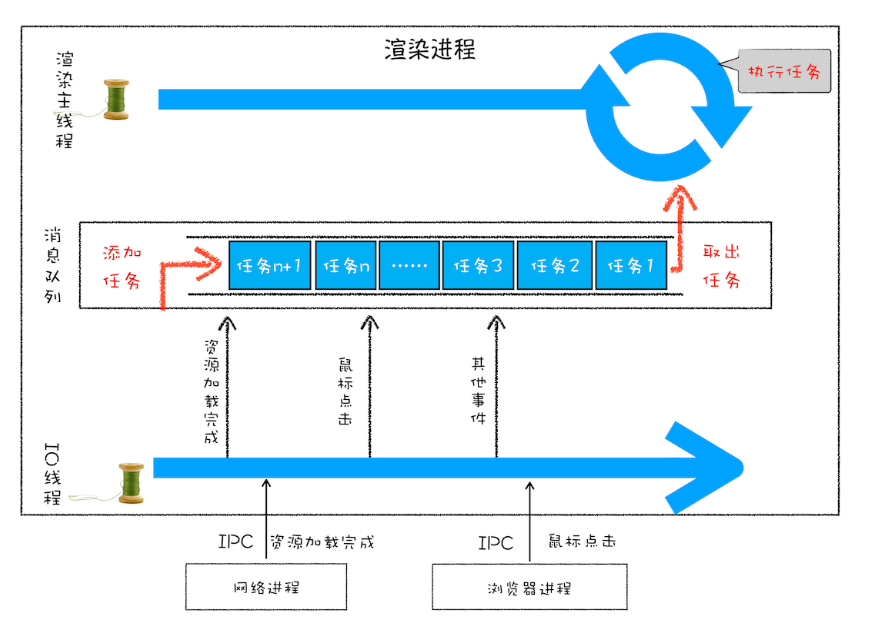 渲染进程
渲染主线程
执行任务
消息队列
添加
任务
任务n+1
任务n
……
任务3
任务2
任务1
取出
任务
资源加载完成
鼠标点击
其他事件
IO线程
IPC 资源加载完成
IPC 鼠标点击
网络进程
浏览器进程